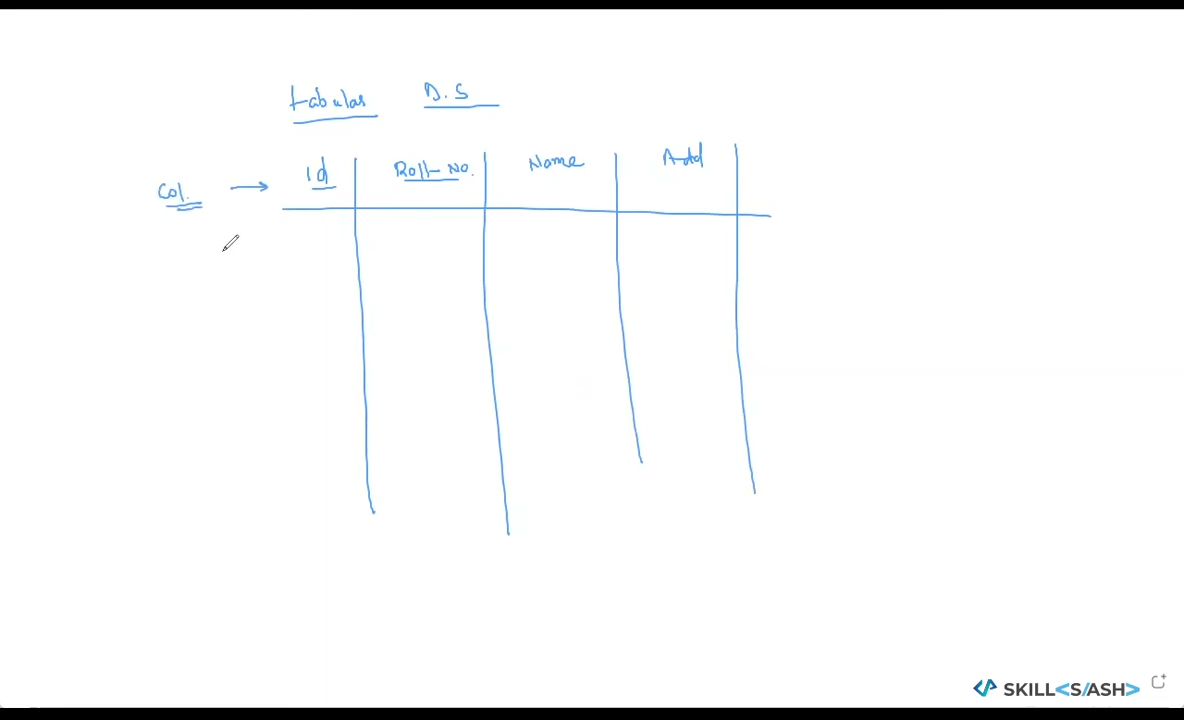 tabular D.S
Col. → Id Roll-No. Name Add
SKILL<S/ASH>